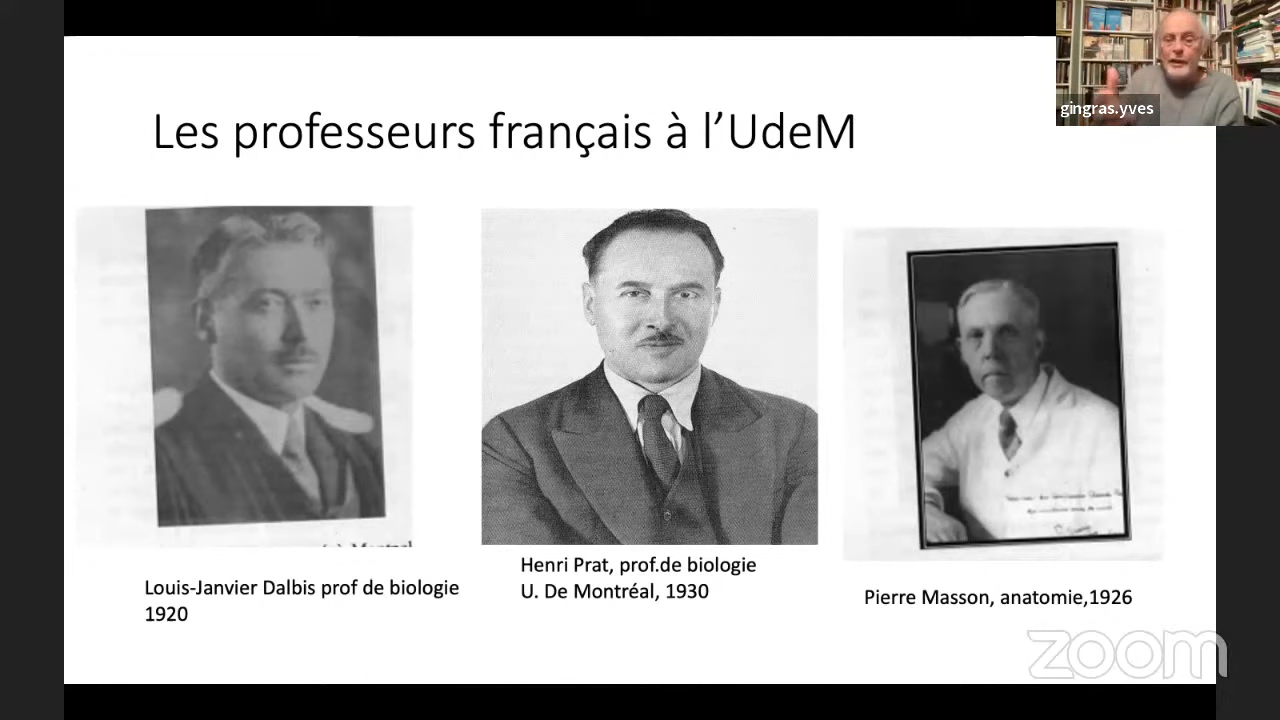 gingras.yves
Les professeurs français à l’UdeM
Louis-Janvier Dalbis prof de biologie
1920
Henri Prat, prof.de biologie
U. De Montréal, 1930
Pierre Masson, anatomie,1926
zoom